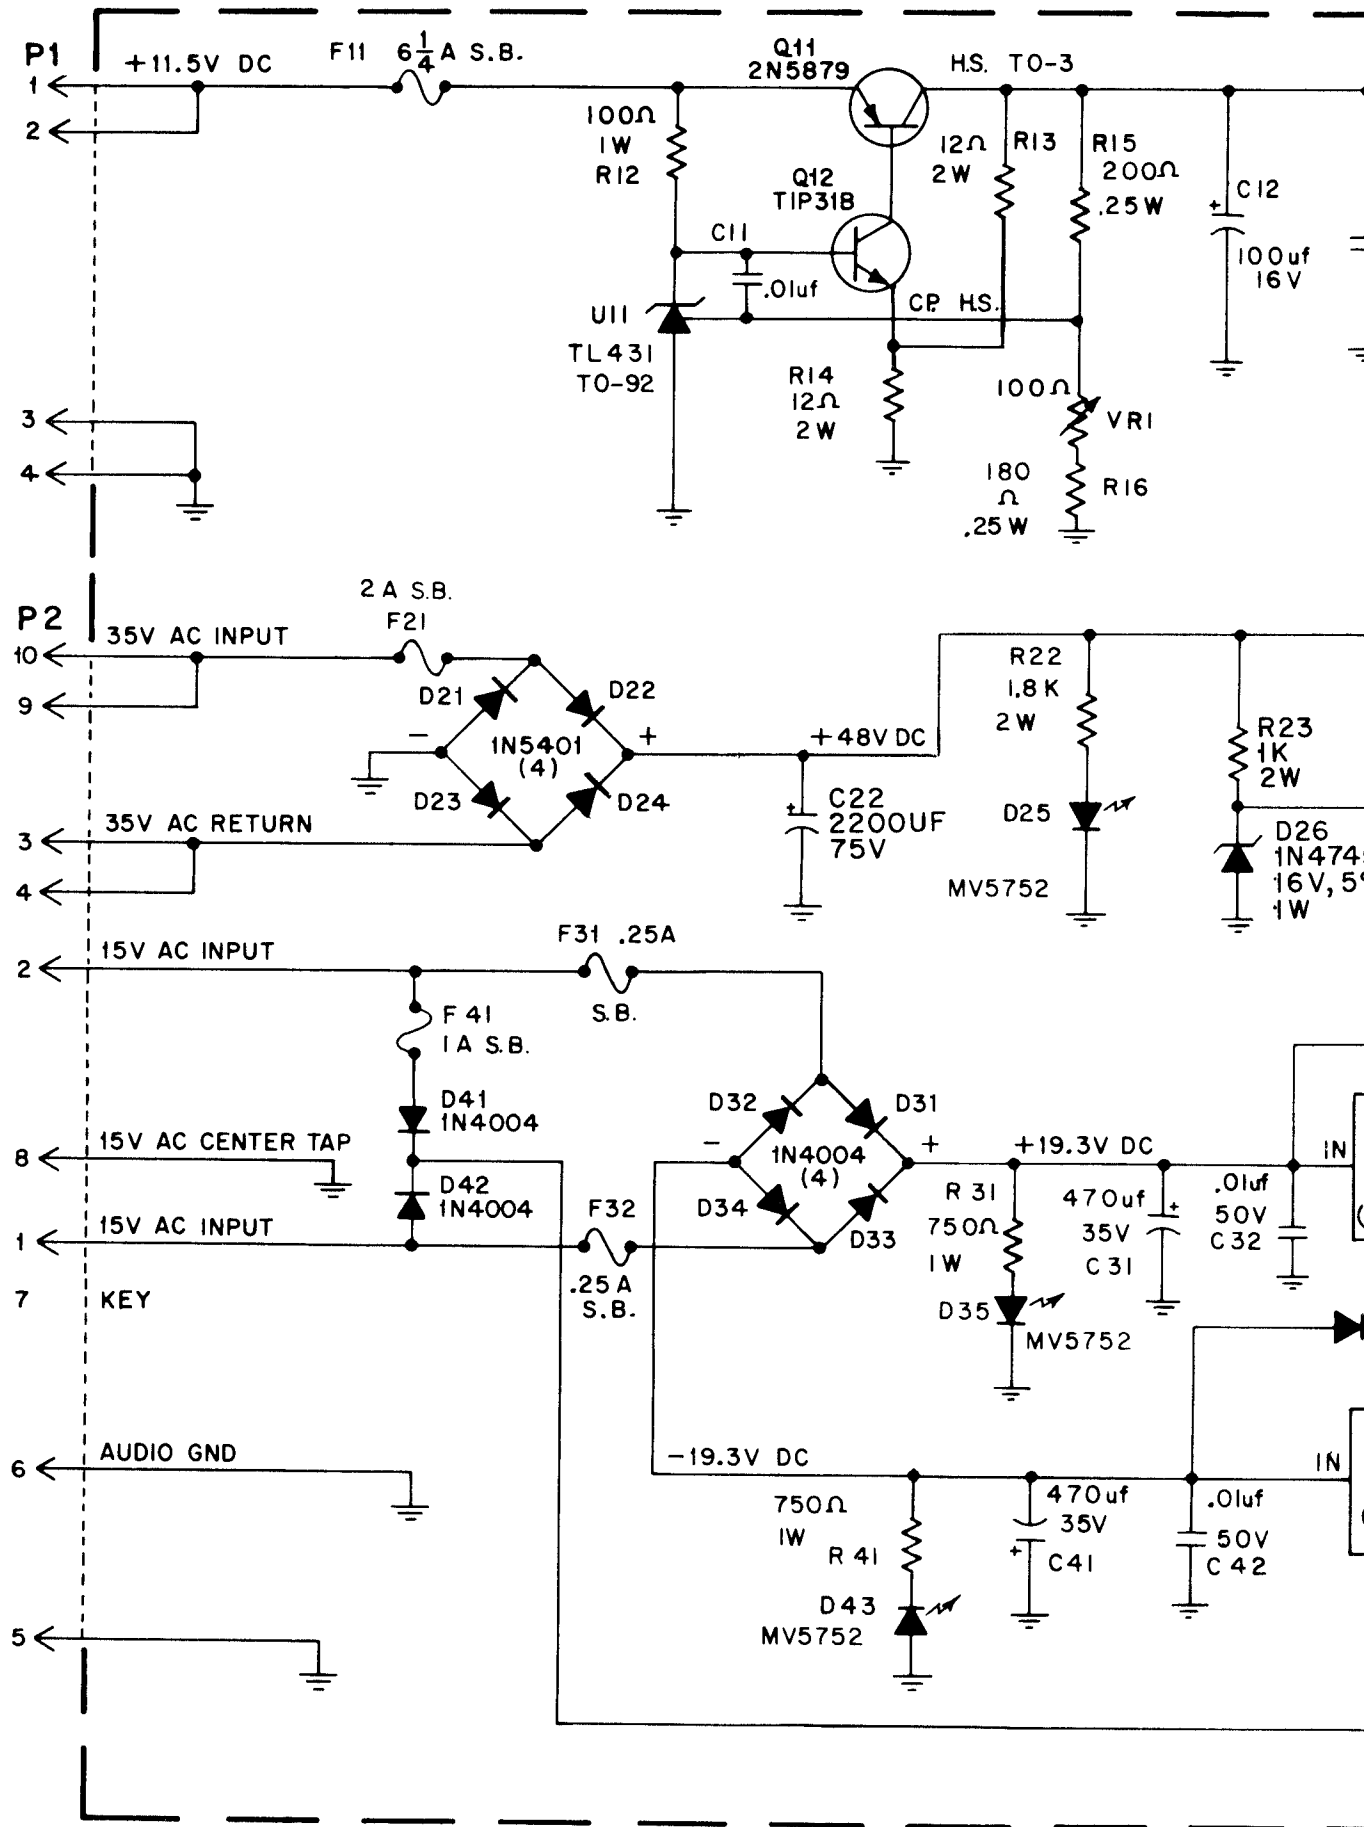 P1
+11.5V DC
F11 6 1/4 A S.B.
Q11
2N5879
H.S. TO-3
1
2
100Ω
1W
R12
Q12
TIP31B
12Ω
2W
R13
R15
200Ω
.25W
C12
100uf
16V
C11
.01uf
C.P. H.S.
U11
TL431
TO-92
R14
12Ω
2W
100Ω
VR1
180
Ω
.25W
R16
3
4
P2
35V AC INPUT
2A S.B.
F21
10
9
D21
D22
1N5401
(4)
-
+
D23
D24
+48V DC
C22
2200UF
75V
+
R22
1.8K
2W
D25
MV5752
R23
1K
2W
D26
16V, 5
1W
35V AC RETURN
3
4
15V AC INPUT
2
F31 .25A
S.B.
F41
1A S.B.
D41
1N4004
15V AC CENTER TAP
8
D42
1N4004
15V AC INPUT
1
F32
.25A
S.B.
D32
D31
1N4004
(4)
-
+
D34
D33
+19.3V DC
R31
750Ω
1W
D35
MV5752
470uf
35V
C31
+
.01uf
50V
C32
IN
7 KEY
AUDIO GND
6
-19.3V DC
750Ω
1W
R41
D43
MV5752
470uf
35V
C41
+
.01uf
50V
C42
IN
5